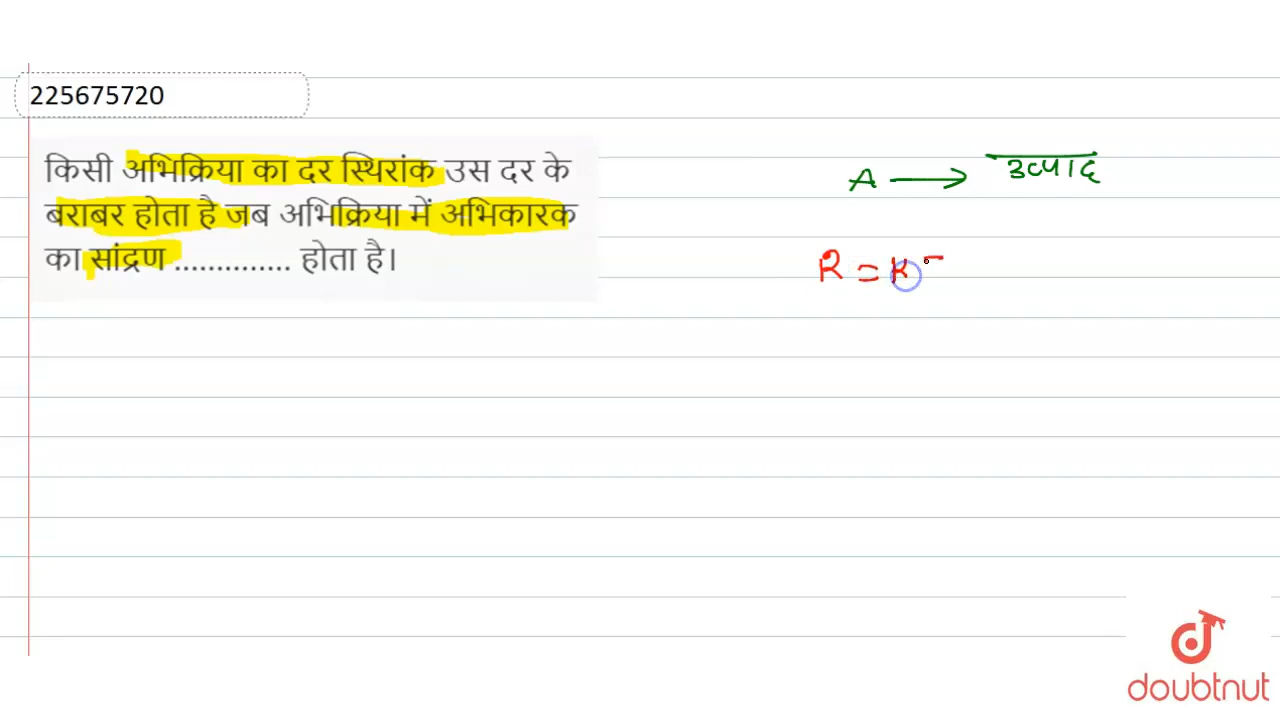 225675720
किसी अभिक्रिया का दर स्थिरांक उस दर के
बराबर होता है जब अभिक्रिया में अभिकारक
का सांद्रण .............. होता है।
A ⟶ उत्पाद
R = K
doubtnut